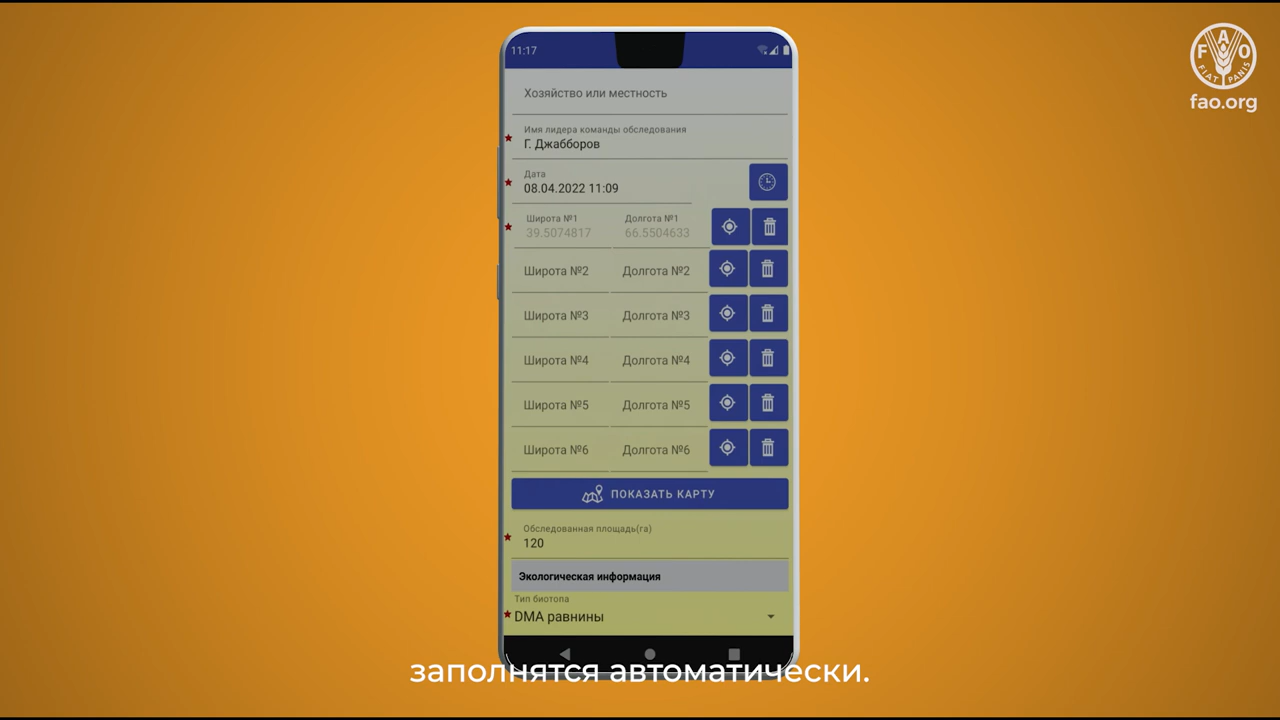 11:17
Хозяйство или местность
Имя лидера команды обследования
Г. Джабборов
Дата
08.04.2022 11:09
Широта №1 Долгота №1
39.5074817 66.5504633
Широта №2 Долгота №2
Широта №3 Долгота №3
Широта №4 Долгота №4
Широта №5 Долгота №5
Широта №6 Долгота №6
ПОКАЗАТЬ КАРТУ
Обследованная площадь(га)
120
Экологическая информация
Тип биотопа
DMA равнины
заполнятся автоматически.
F A O
FIAT PANIS
fao.org